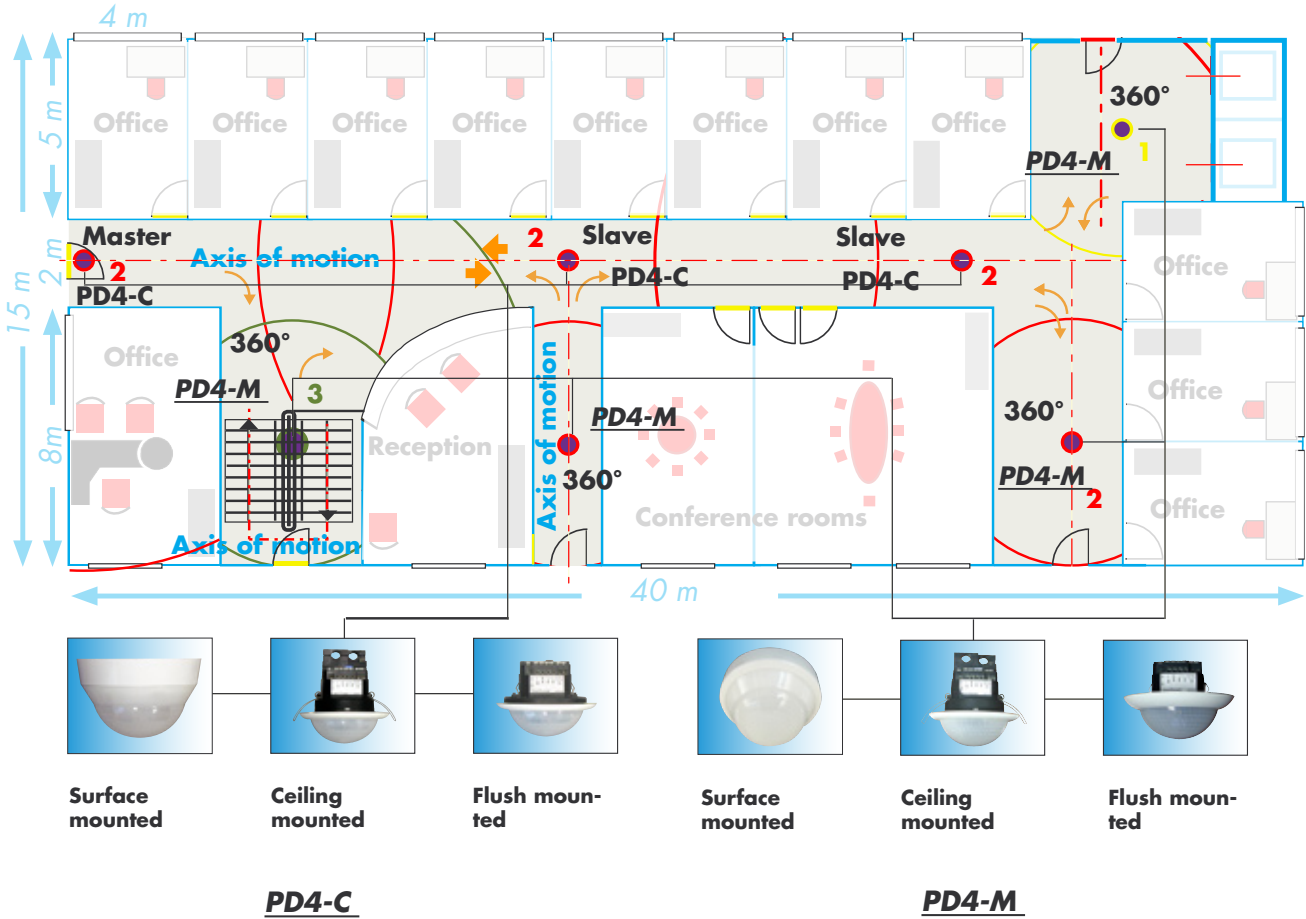 4 m
15 m
5 m
2 m
8m
Office
Office
Office
Office
Office
Office
Office
Office
360°
1
PD4-M
Master
2
PD4-C
Axis of motion
2
Slave
PD4-C
Slave
PD4-C
2
Office
Office
Office
Office
360°
PD4-M
3
Reception
Axis of motion
Axis of motion
PD4-M
360°
Conference rooms
360°
PD4-M
2
40 m
Surface
mounted
Ceiling
mounted
Flush moun-
ted
Surface
mounted
Ceiling
mounted
Flush moun-
ted
PD4-C
PD4-M